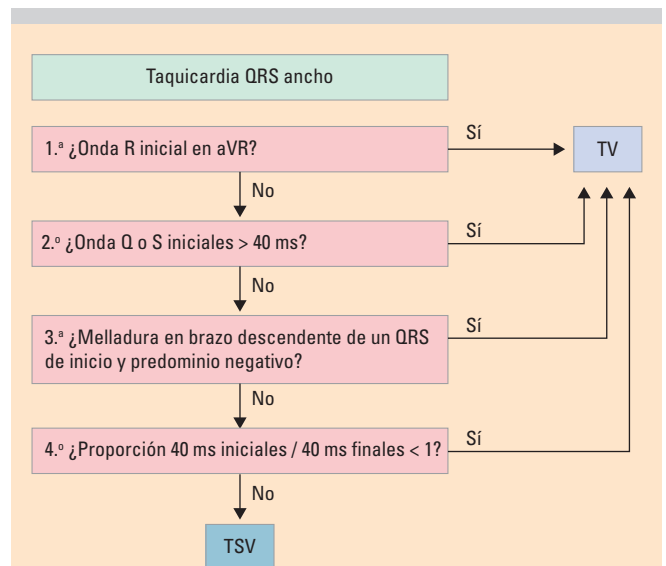 Taquicardia QRS ancho
1.ª ¿Onda R inicial en aVR?
Sí
TV
No
2.º ¿Onda Q o S iniciales > 40 ms?
Sí
No
3.ª ¿Melladura en brazo descendente de un QRS
de inicio y predominio negativo?
Sí
No
4.º ¿Proporción 40 ms iniciales / 40 ms finales < 1?
Sí
No
TSV